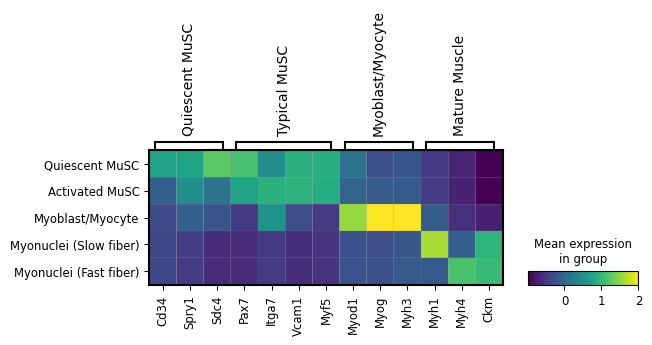 Quiescent MuSC
Typical MuSC
Myoblast/Myocyte
Mature Muscle
Quiescent MuSC
Activated MuSC
Myoblast/Myocyte
Myonuclei (Slow fiber)
Myonuclei (Fast fiber)
Cd34
Spry1
Sdc4
Pax7
Itga7
Vcam1
Myf5
Myod1
Myog
Myh3
Myh1
Myh4
Ckm
Mean expression
in group
0 1 2